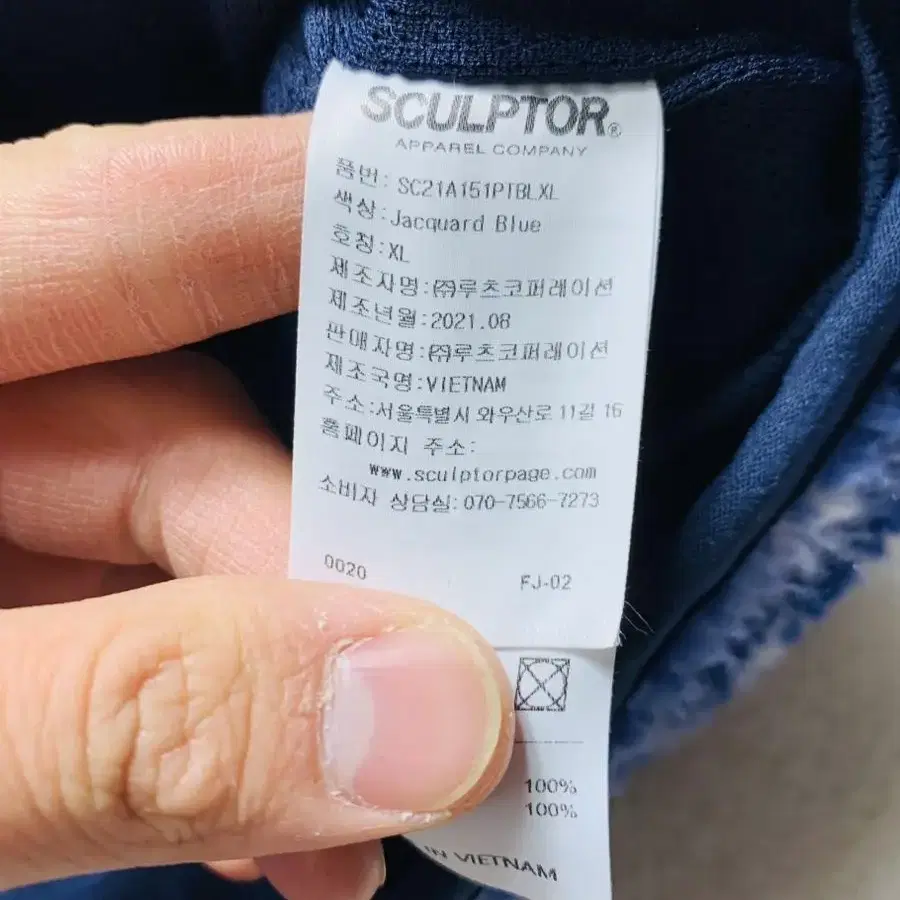 SCULPTOR®
APPAREL COMPANY
품번: SC21A151PTBLXL
색상:Jacquard Blue
호칭:XL
제조자명:㈜루츠코퍼레이션
제조년월:2021.08
판매자명:㈜루츠코퍼레이션
제조국명:VIETNAM
주소:서울특별시 와우산로 11길 16
홈페이지 주소:
www.sculptorpage.com
소비자 상담실: 070-7566-7273
0020 FJ-02
100%
100%
IN VIETNAM